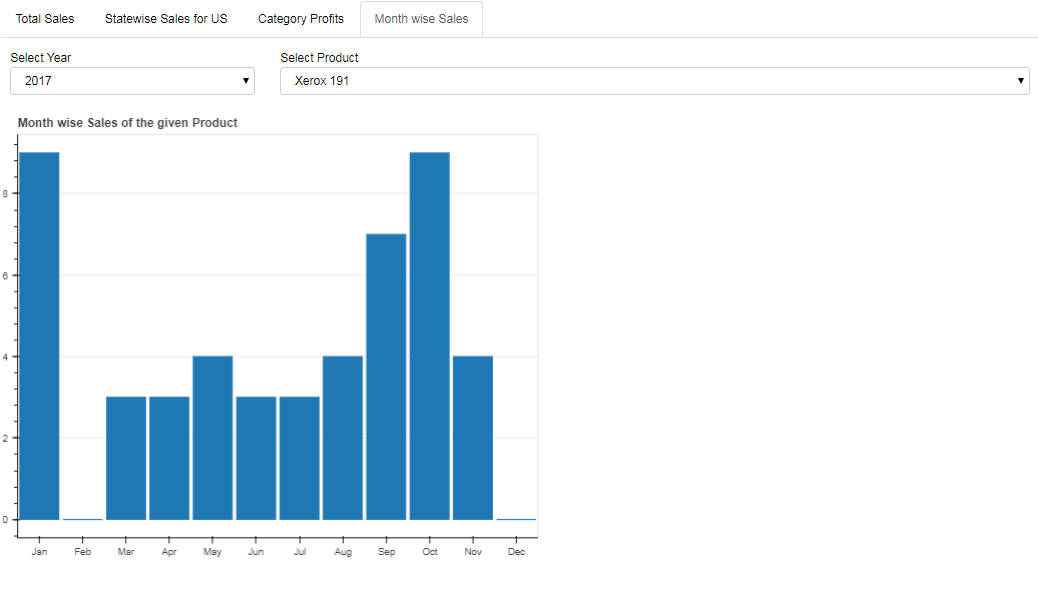 Total Sales Statewise Sales for US Category Profits Month wise Sales
Select Year Select Product
2017 Xerox 191
Month wise Sales of the given Product
8
6
4
2
0
Jan Feb Mar Apr May Jun Jul Aug Sep Oct Nov Dec